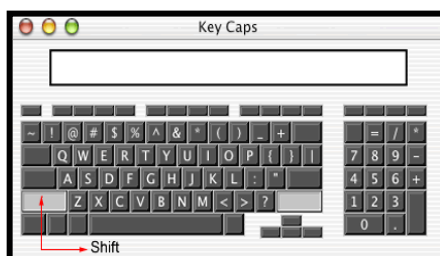 Key Caps
~ ! @ # $ % ^ & * ( ) _ + = / *
Q W E R T Y U I O P { } | 7 8 9 -
A S D F G H J K L : " 4 5 6 +
Z X C V B N M < > ? 1 2 3
0 .
Shift